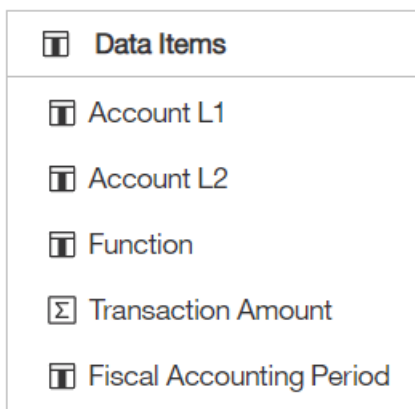 Data Items
Account L1
Account L2
Function
Transaction Amount
Fiscal Accounting Period